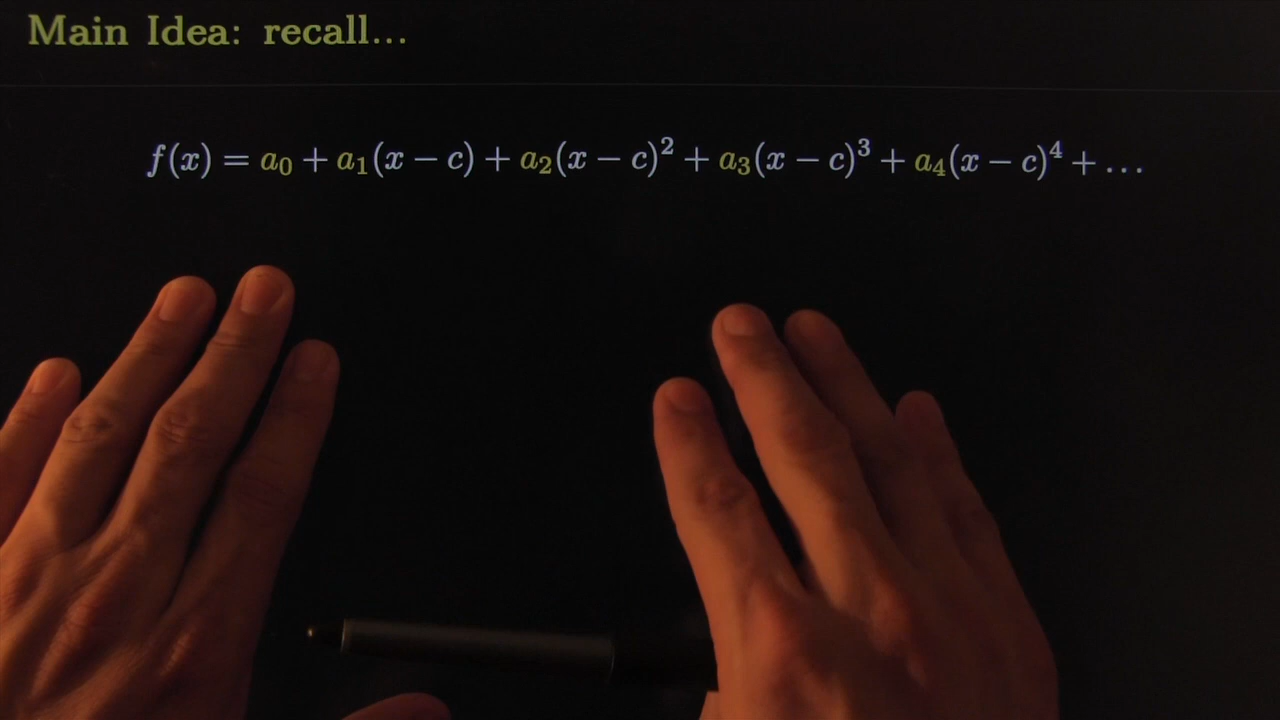 Main Idea: recall...
f(x) = a₀ + a₁(x − c) + a₂(x − c)² + a₃(x − c)³ + a₄(x − c)⁴ + ...